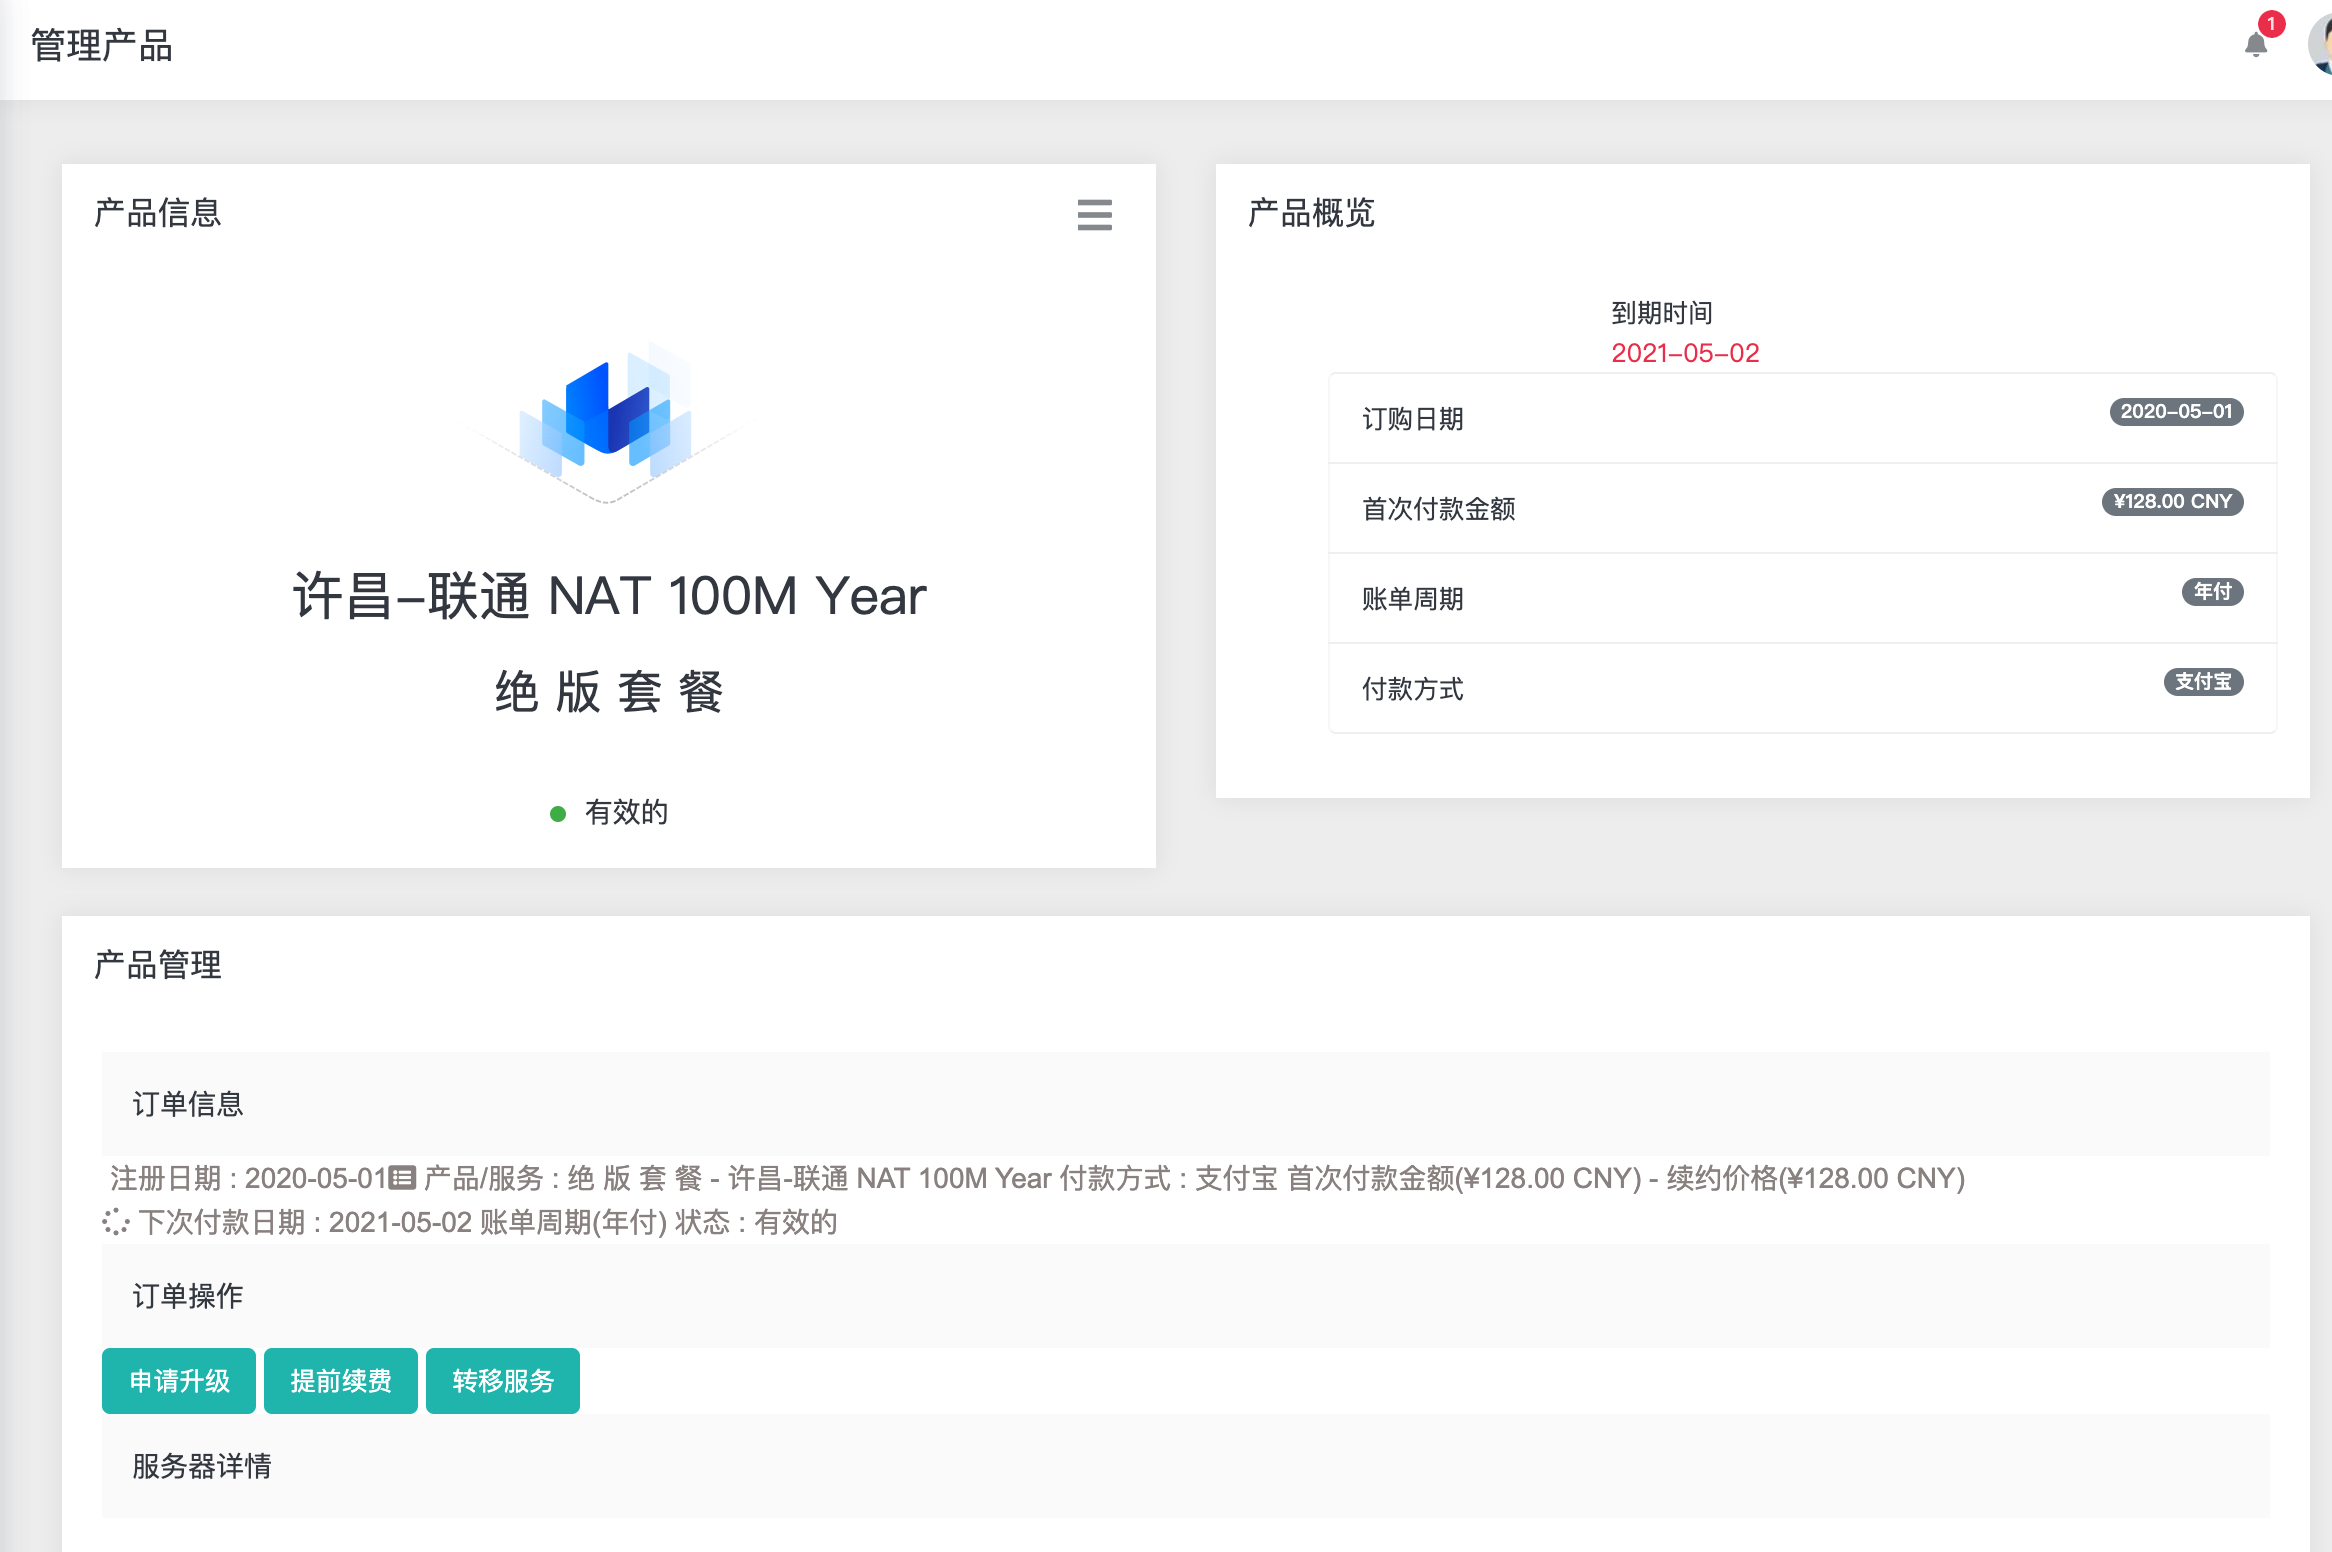 管理产品
1
产品信息
许昌-联通 NAT 100M Year
绝 版 套 餐
有效的
产品概览
到期时间
2021-05-02
订购日期
2020-05-01
首次付款金额
¥128.00 CNY
账单周期
年付
付款方式
支付宝
产品管理
订单信息
注册日期 : 2020-05-01 产品/服务 : 绝 版 套 餐 - 许昌-联通 NAT 100M Year 付款方式 : 支付宝 首次付款金额(¥128.00 CNY) - 续约价格(¥128.00 CNY)
下次付款日期 : 2021-05-02 账单周期(年付) 状态 : 有效的
订单操作
申请升级 提前续费 转移服务
服务器详情